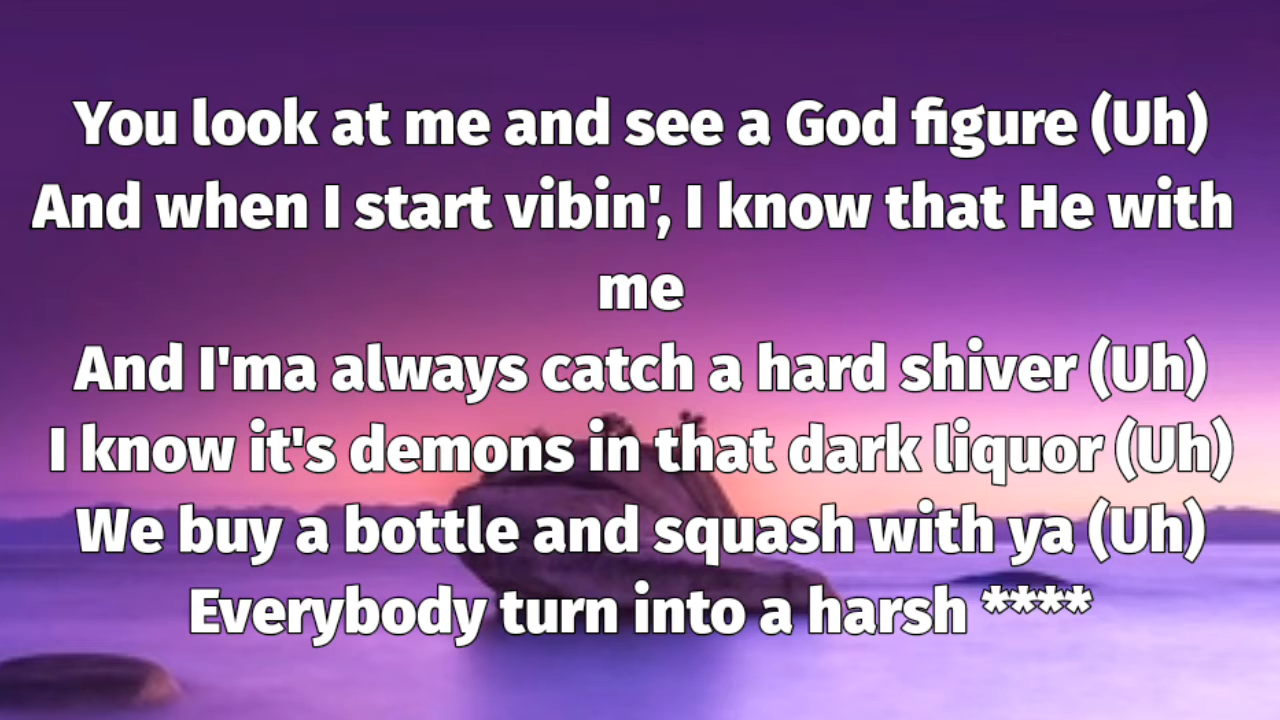 You look at me and see a God figure (Uh)
And when I start vibin', I know that He with
me
And I'ma always catch a hard shiver (Uh)
I know it's demons in that dark liquor (Uh)
We buy a bottle and squash with ya (Uh)
Everybody turn into a harsh ****